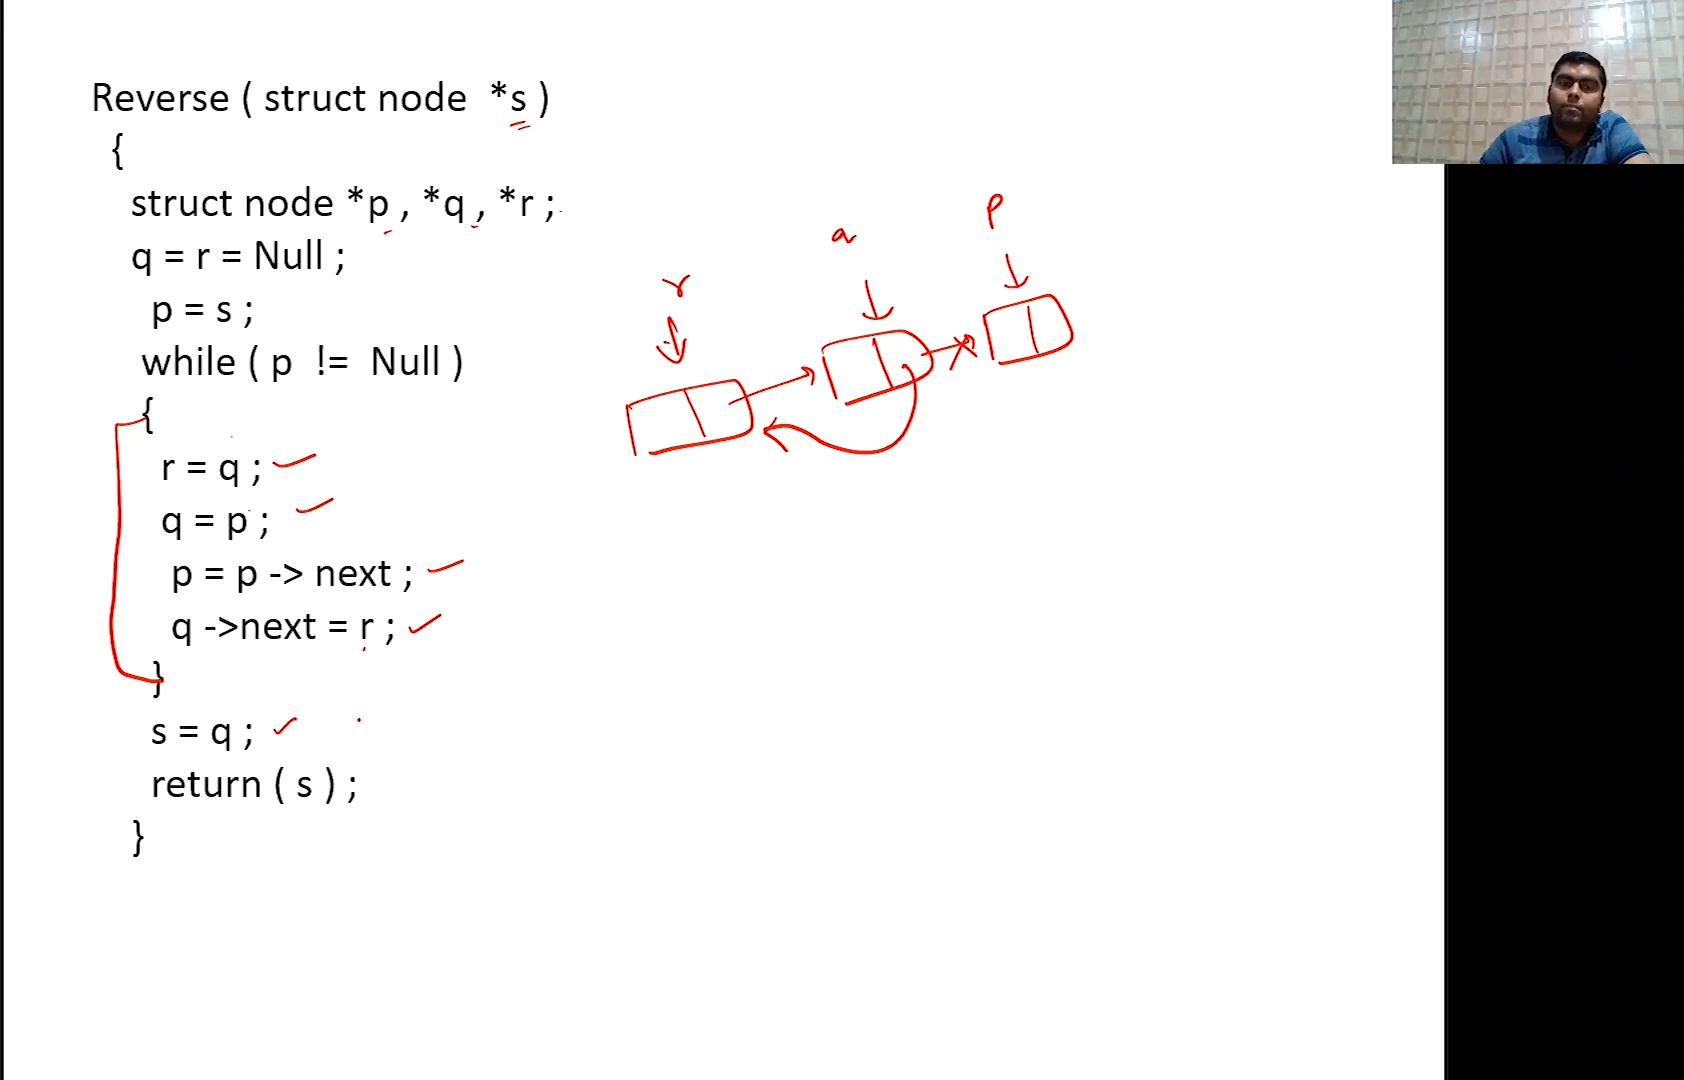 Reverse ( struct node *s )
{
struct node *p , *q , *r ;
q = r = Null ;
p = s ;
while ( p != Null )
{
r = q ;
q = p ;
p = p -> next ;
q ->next = r ;
}
s = q ;
return ( s ) ;
}
r
q
p